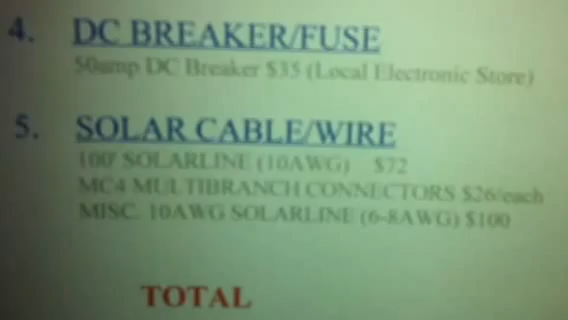 4. DC BREAKER/FUSE
50amp DC Breaker $35 (Local Electronic Store)
5. SOLAR CABLE/WIRE
100' SOLARLINE (10AWG) $72
MC4 MULTIBRANCH CONNECTORS $26/each
MISC. 10AWG SOLARLINE (6-8AWG) $100
TOTAL